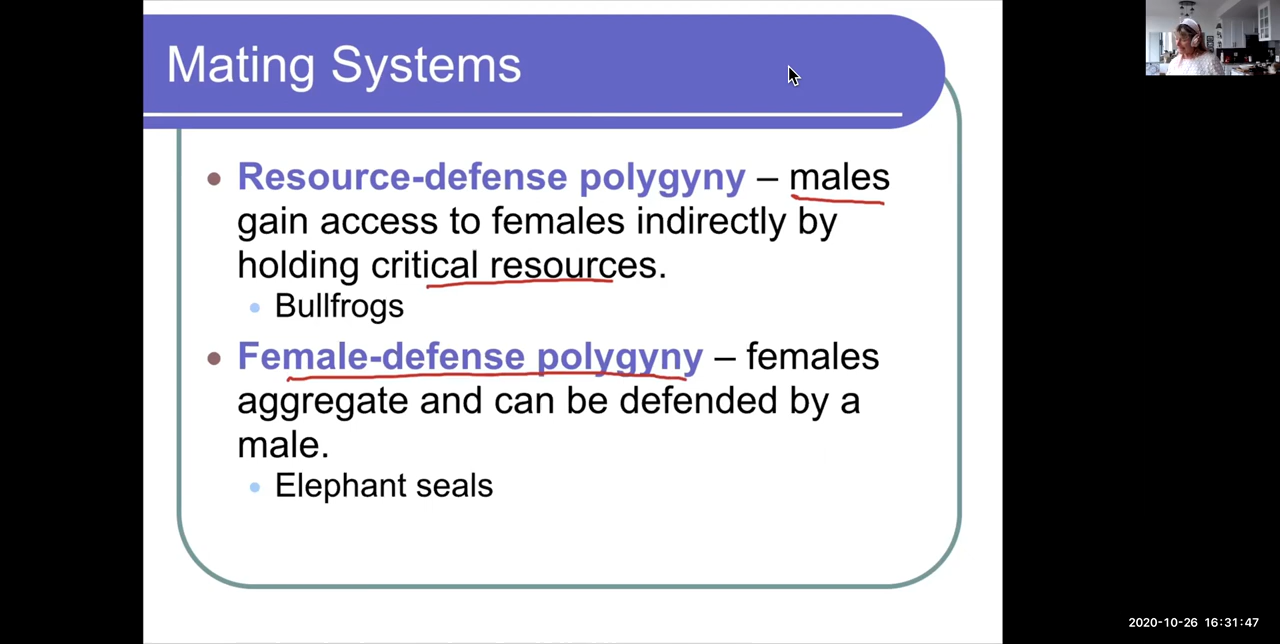 Mating Systems
Resource-defense polygyny – males
gain access to females indirectly by
holding critical resources.
Bullfrogs
Female-defense polygyny – females
aggregate and can be defended by a
male.
Elephant seals
2020-10-26 16:31:47